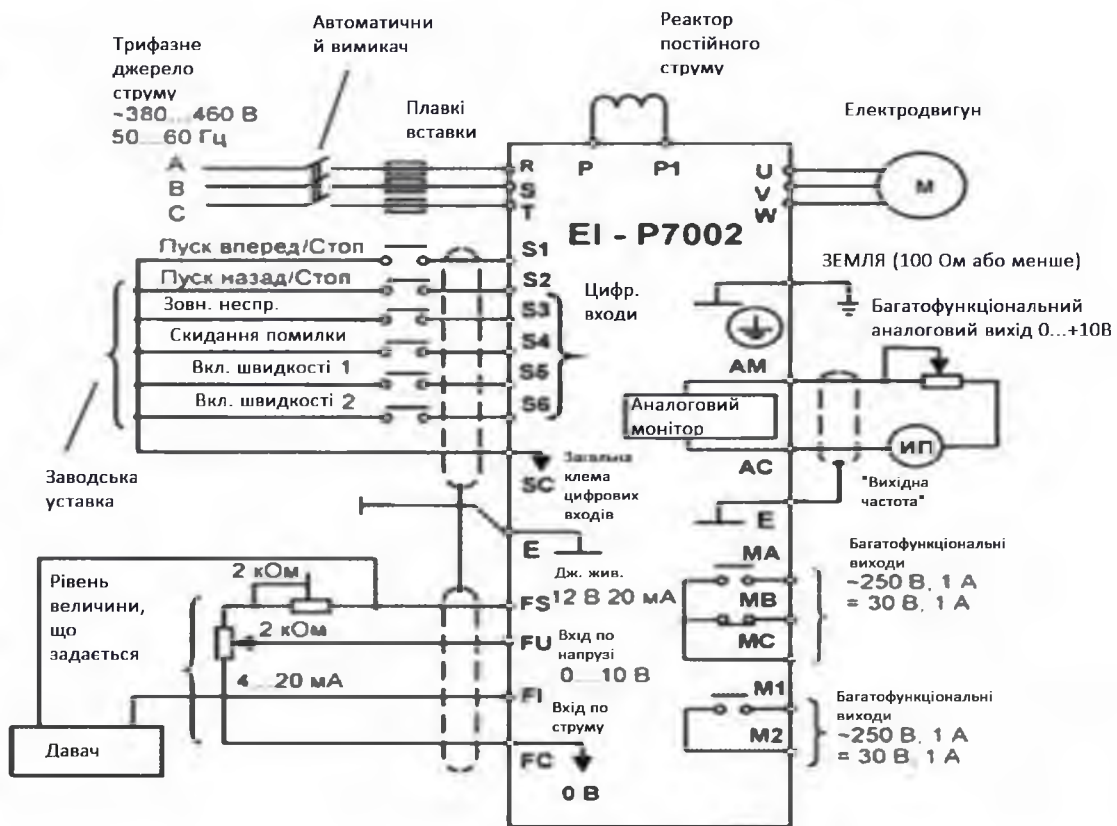 Трифазне
джерело
струму
~380...460 В
50...60 Гц
Автоматични
й вимикач
Плавкі
вставки
Реактор
постійного
струму
Електродвигун
A
B
C
R
S
T
P
P1
U
V
W
M
EI - P7002
Пуск вперед/Стоп
Пуск назад/Стоп
Зовн. неспр.
Скидання помилки
Вкл. швидкості 1
Вкл. швидкості 2
S1
S2
S3
S4
S5
S6
Цифр.
входи
Заводська
уставка
SC
Загальна
клема
цифрових
входів
ЗЕМЛЯ (100 Ом або менше)
Багатофункціональний
аналоговий вихід 0...+10В
AM
Аналоговий
монітор
AC
ИП
"Вихідна
частота"
E
E
Рівень
величини,
що
задається
2 кОм
2 кОм
4....20 мА
Давач
FS
Дж. жив.
12 В 20 мА
FU
Вхід по
напрузі
0....10 В
FI
Вхід по
струму
FC
0 В
MA
MB
MC
Багатофункціональні
виходи
~250 В, 1 А
= 30 В, 1 А
M1
M2
Багатофункціональні
виходи
~250 В, 1 А
= 30 В, 1 А